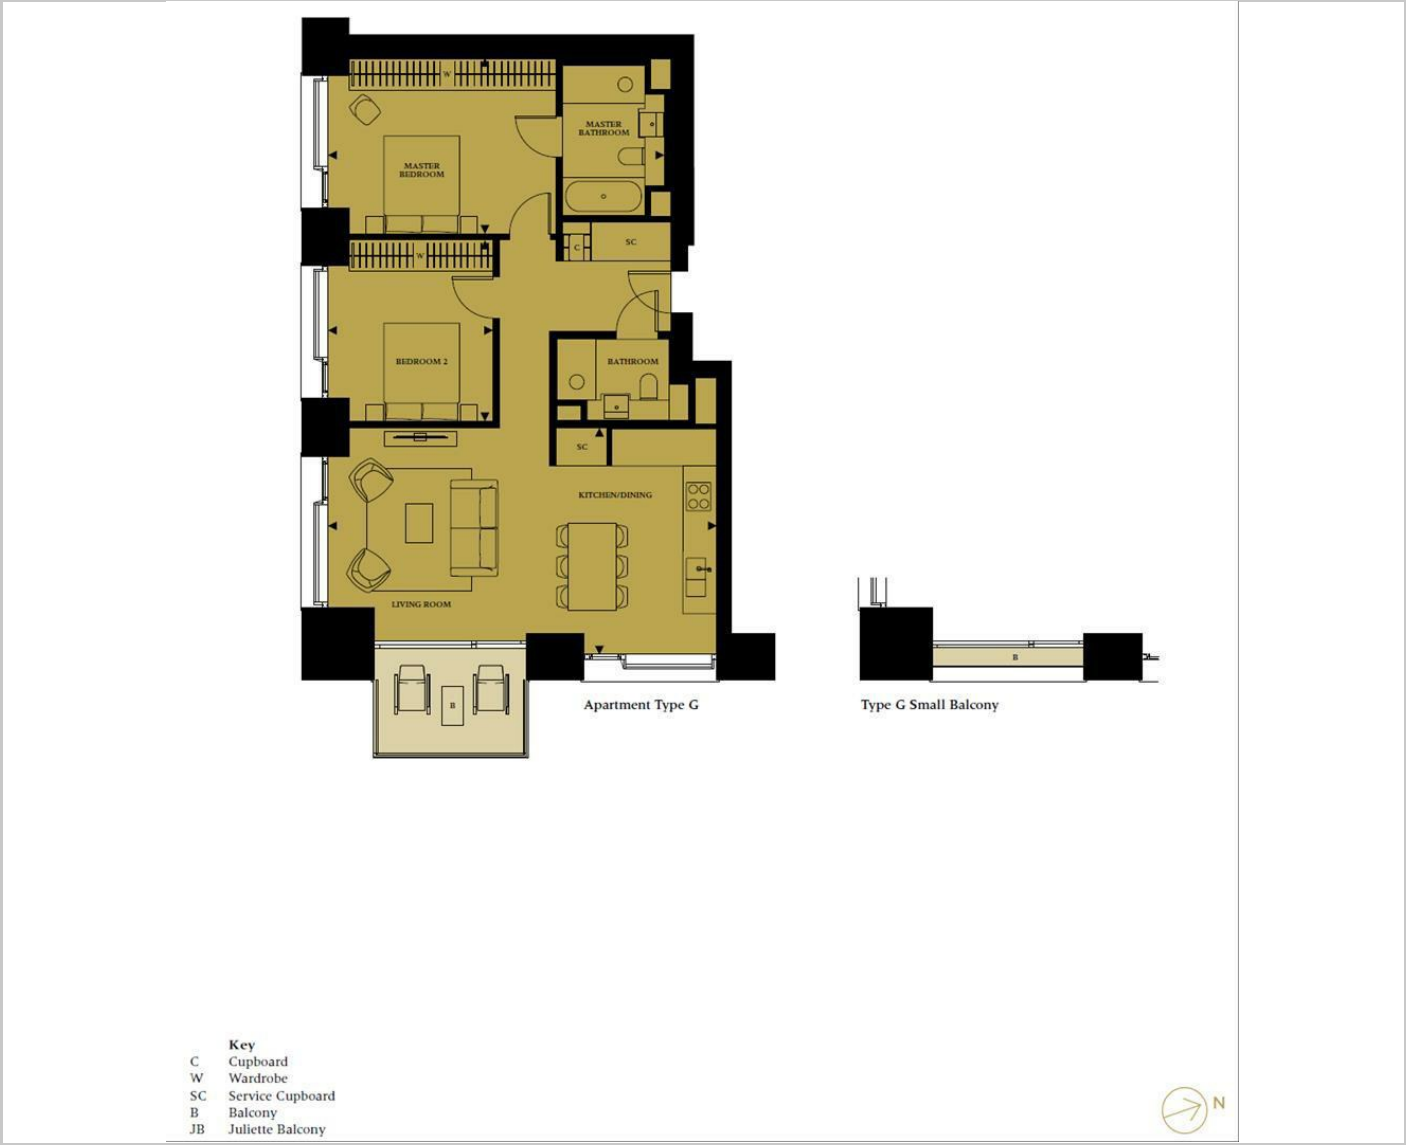 W
MASTER
BATHROOM
MASTER
BEDROOM
C
SC
W
BEDROOM 2
BATHROOM
SC
KITCHEN/DINING
LIVING ROOM
B
Apartment Type G
B
Type G Small Balcony
Key
C Cupboard
W Wardrobe
SC Service Cupboard
B Balcony
JB Juliette Balcony
N